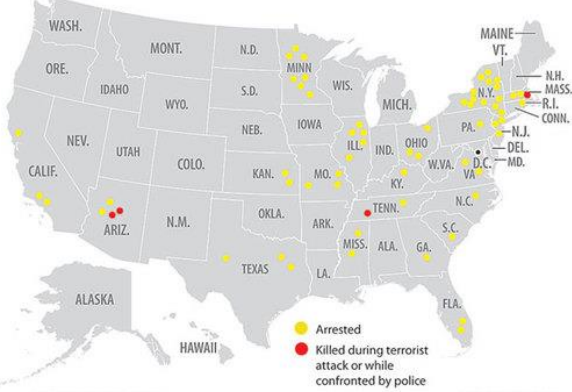 WASH.
MAINE
VT.
MONT.
N.D.
MINN
ORE.
N.H.
IDAHO
S.D.
WIS.
MASS.
N.Y.
R.I.
WYO.
MICH.
CONN.
NEV.
NEB.
IOWA
PA.
N.J.
UTAH
ILL.
IND.
OHIO
DEL.
CALIF.
COLO.
KAN.
MO.
W.VA.
D.C.
MD.
VA
KY.
N.C.
ARIZ.
N.M.
OKLA.
ARK.
TENN.
S.C.
MISS.
ALA.
GA.
TEXAS
LA.
ALASKA
FLA.
HAWAII
Arrested
Killed during terrorist
attack or while
confronted by police